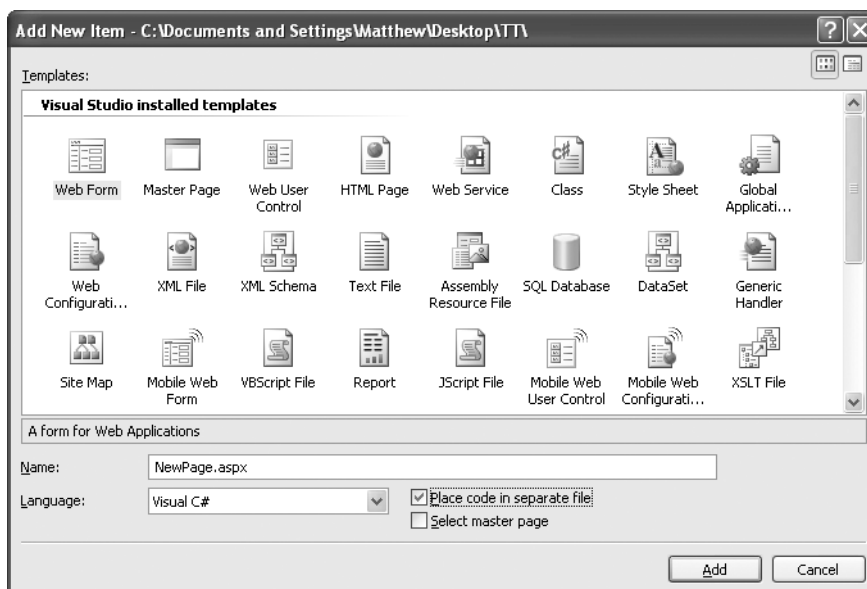 Add New Item - C:\Documents and Settings\Matthew\Desktop\TT\
Templates:
Visual Studio installed templates
Web Form Master Page Web User HTML Page Web Service Class Style Sheet Global
Control Applicati...
Web XML File XML Schema Text File Assembly SQL Database DataSet Generic
Configurati... Resource File Handler
Site Map Mobile Web VBScript File Report JScript File Mobile Web Mobile Web XSLT File
Form User Control Configurati...
A form for Web Applications
Name: NewPage.aspx
Language: Visual C# Place code in separate file
Select master page
Add Cancel